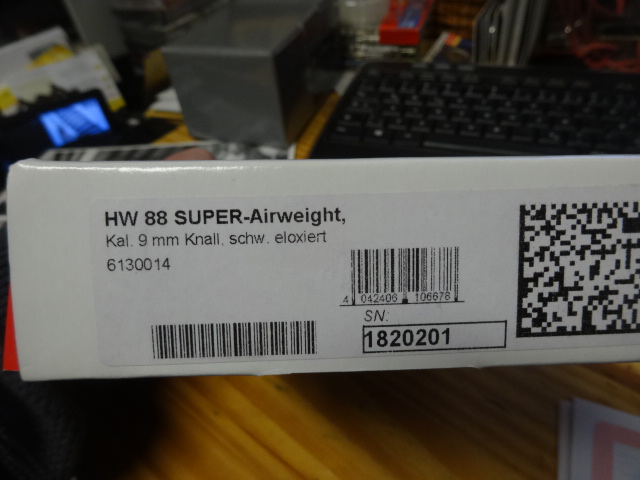 HW 88 SUPER-Airweight,
Kal. 9 mm Knall, schw. eloxiert
6130014
4 042406 106678
SN:
1820201